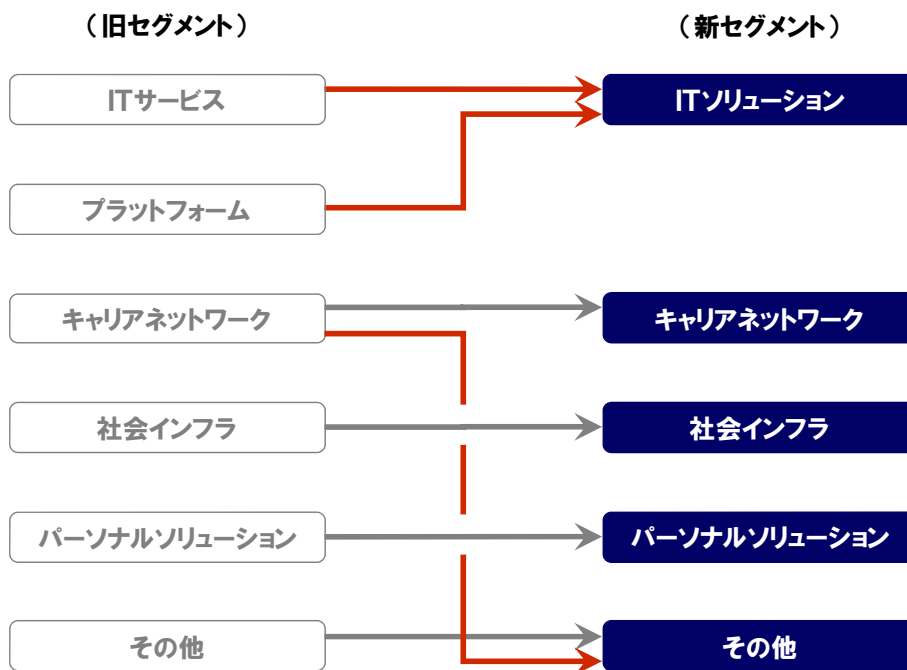 （旧セグメント） （新セグメント）
ITサービス ITソリューション
プラットフォーム
キャリアネットワーク キャリアネットワーク
社会インフラ 社会インフラ
パーソナルソリューション パーソナルソリューション
その他 その他